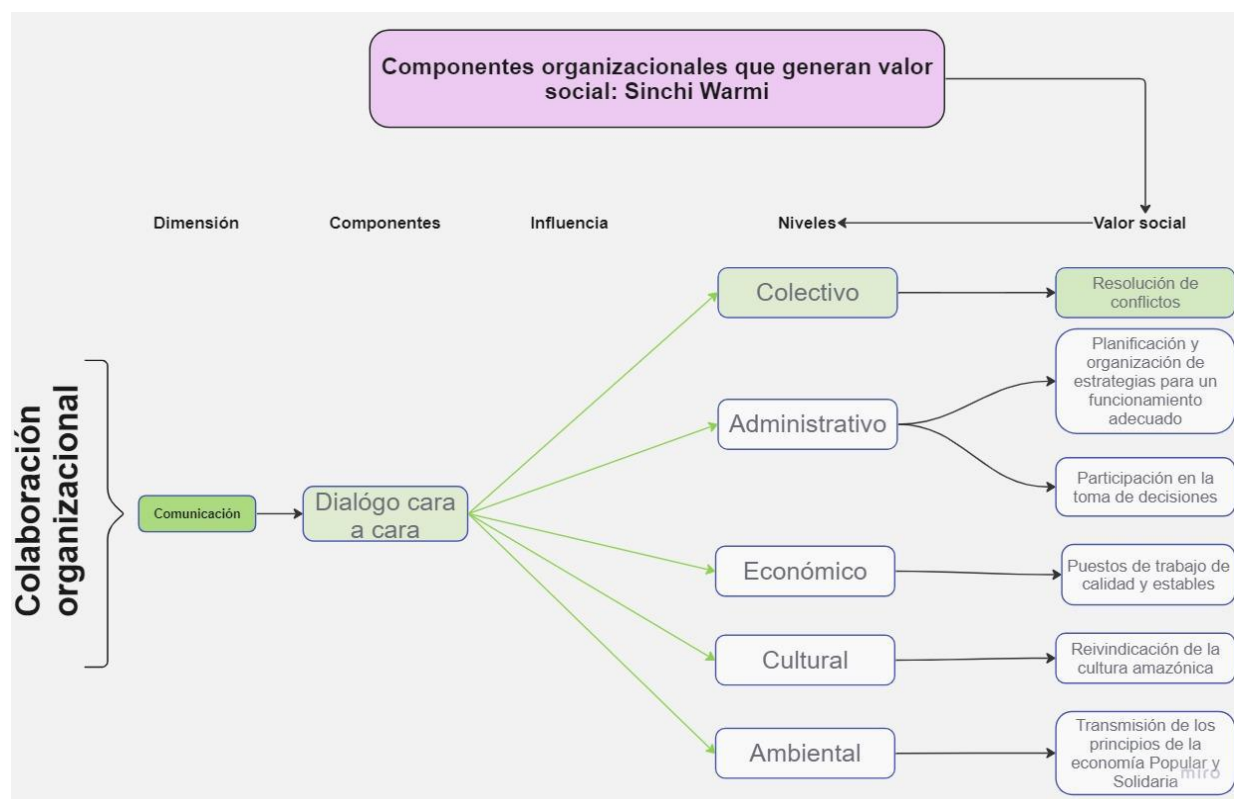 Componentes organizacionales que generan valor
social: Sinchi Warmi
Dimensión
Componentes
Influencia
Niveles
Valor social
Colaboración
organizacional
Comunicación
Dialógo cara
a cara
Colectivo
Resolución de
conflictos
Administrativo
Planificación y
organización de
estrategias para un
funcionamiento
adecuado
Participación en la
toma de decisiones
Económico
Puestos de trabajo de
calidad y estables
Cultural
Reivindicación de la
cultura amazónica
Ambiental
Transmisión de los
principios de la
economía Popular y
Solidaria
miro